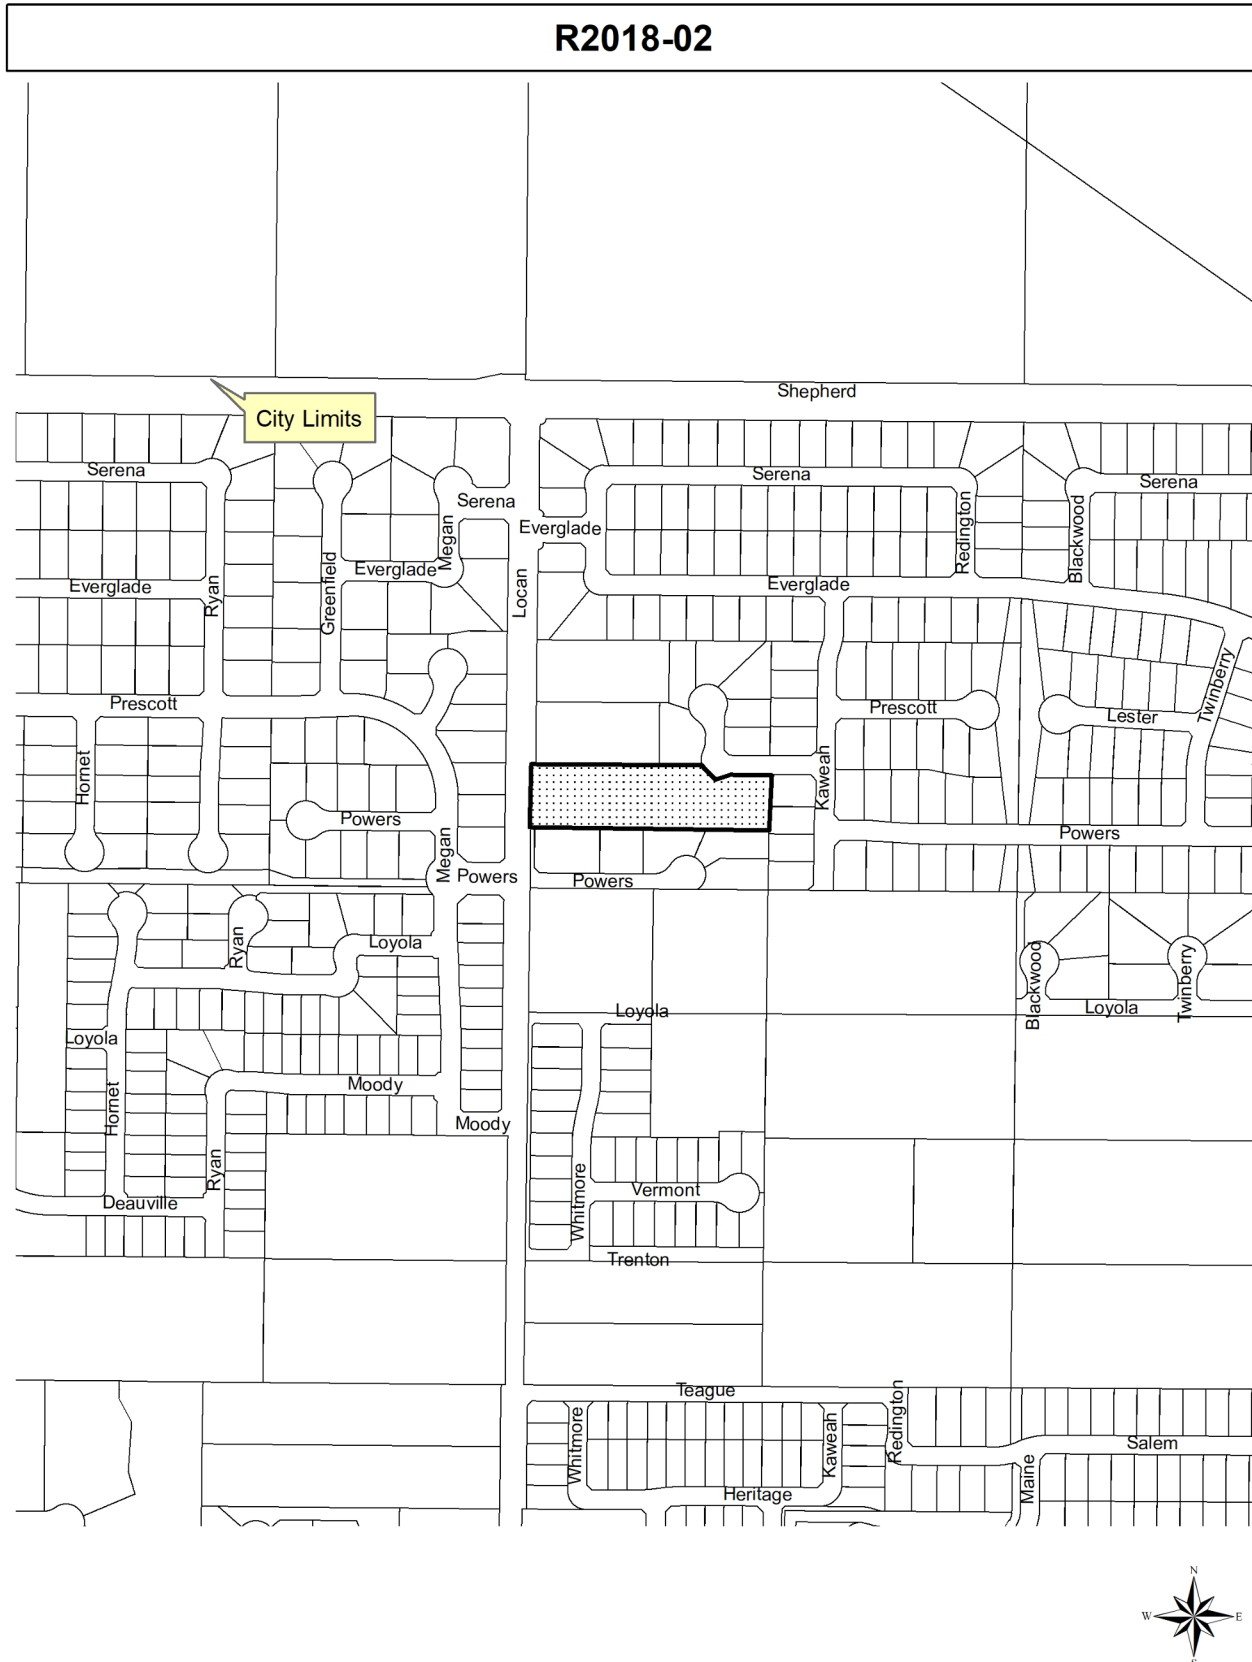 R2018-02
Shepherd
City Limits
Serena
Serena
Serena
Serena
Everglade
Megan
Redington
Blackwood
Everglade
Everglade
Everglade
Ryan
Greenfield
Locan
Twinberry
Prescott
Prescott
Lester
Hornet
Kaweah
Powers
Powers
Megan
Powers
Powers
Ryan
Loyola
Blackwood
Twinberry
Loyola
Loyola
Loyola
Moody
Hornet
Moody
Ryan
Whitmore
Vermont
Deauville
Trenton
Teague
Redington
Whitmore
Kaweah
Salem
Maine
Heritage
N
W
E
S